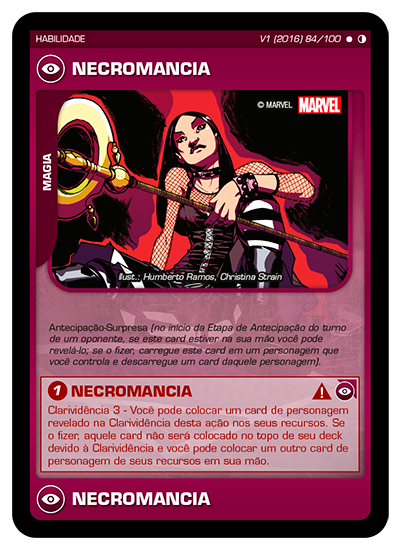 HABILIDADE V1 (2016) 84/100
NECROMANCIA
© MARVEL MARVEL
MAGIA
Ilust.: Humberto Ramos, Christina Strain
Antecipação-Surpresa (no início da Etapa de Antecipação do turno
de um oponente, se este card estiver na sua mão você pode
revelá-lo; se o fizer, carregue este card em um personagem que
você controla e descarregue um card daquele personagem).
1 NECROMANCIA
Clarividência 3 - Você pode colocar um card de personagem
revelado na Clarividência desta ação nos seus recursos. Se
o fizer, aquele card não será colocado no topo de seu deck
devido à Clarividência e você pode colocar um outro card de
personagem de seus recursos em sua mão.
NECROMANCIA